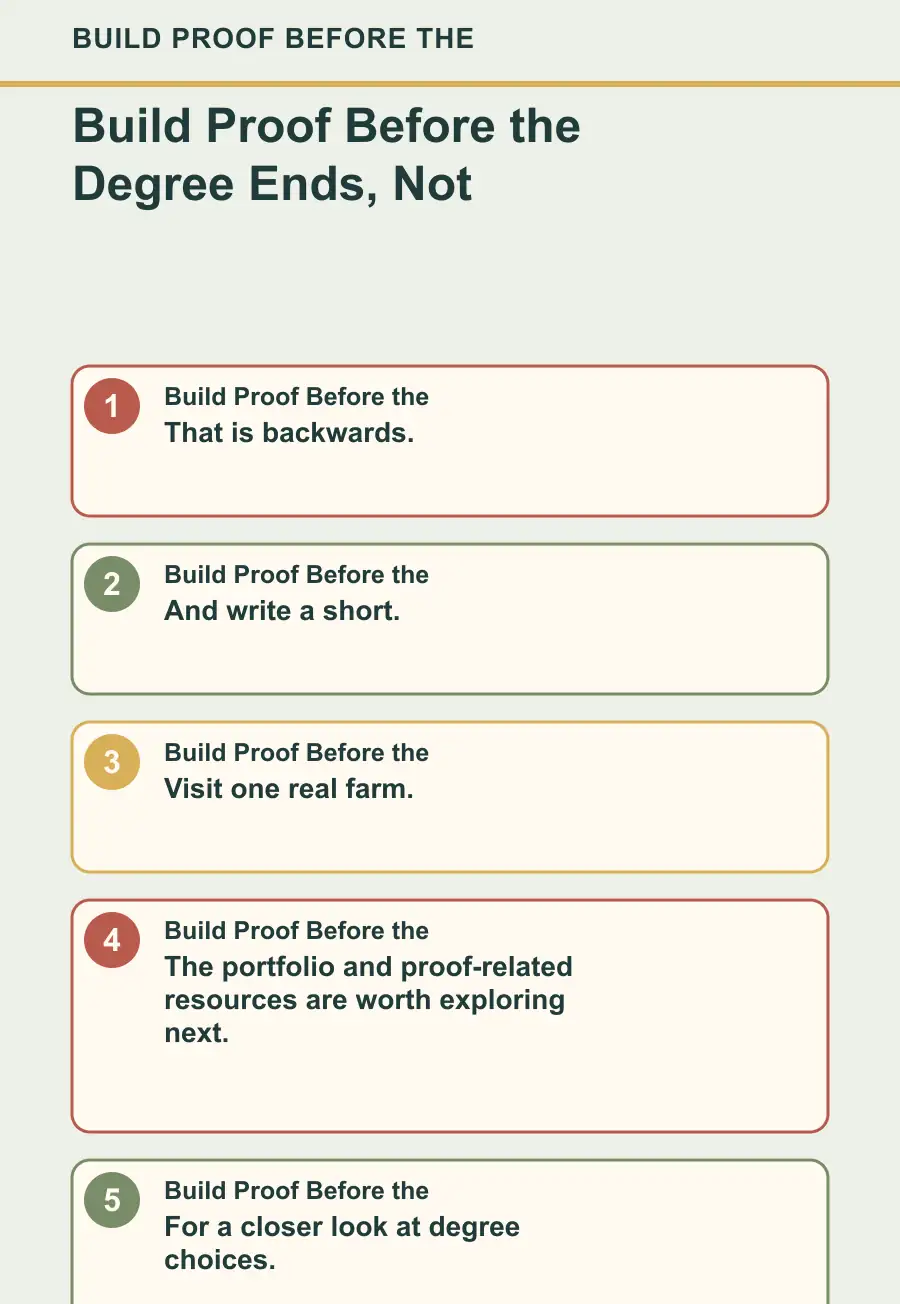 BUILD PROOF BEFORE THE
Build Proof Before the
Degree Ends, Not
1
Build Proof Before the
That is backwards.
2
Build Proof Before the
And write a short.
3
Build Proof Before the
Visit one real farm.
4
Build Proof Before the
The portfolio and proof-related
resources are worth exploring
next.
5
Build Proof Before the
For a closer look at degree
choices.